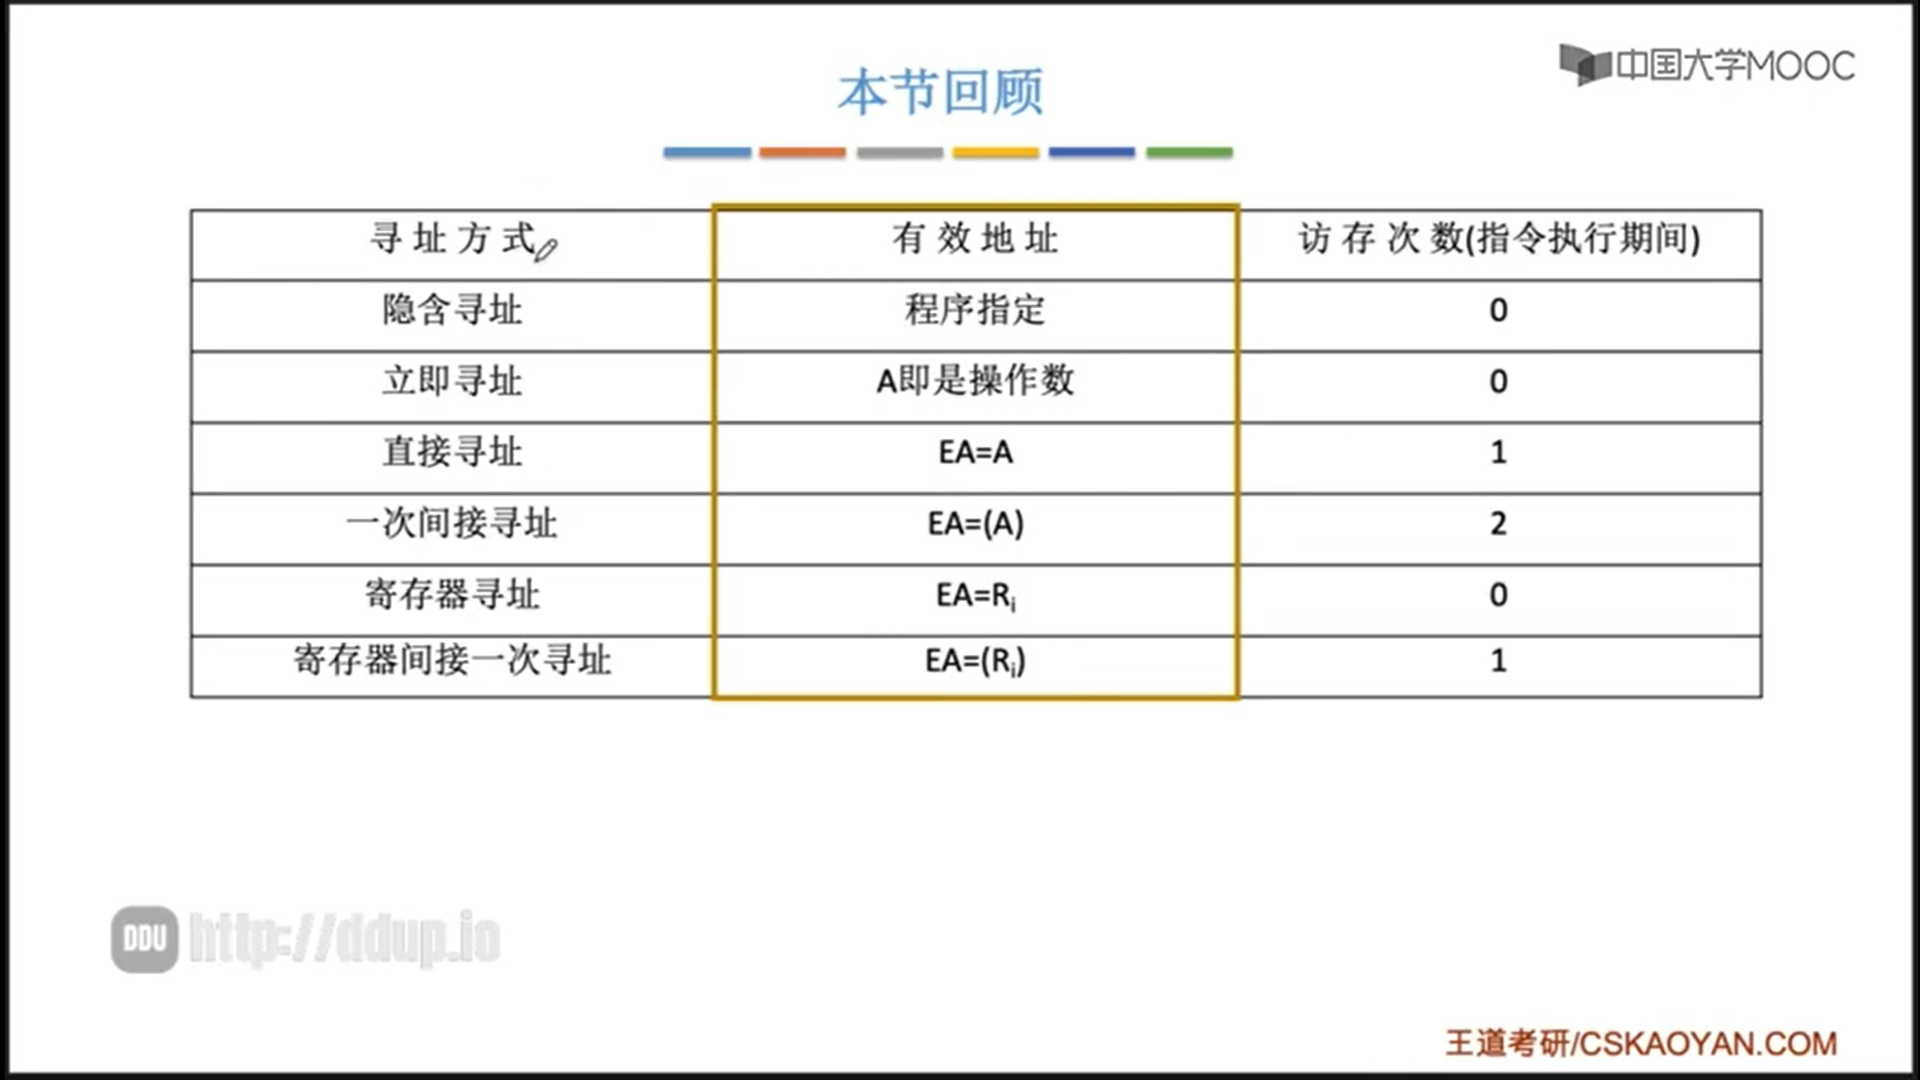 中国大学MOOC
本节回顾
寻址方式 有效地址 访存次数(指令执行期间)
隐含寻址 程序指定 0
立即寻址 A即是操作数 0
直接寻址 EA=A 1
一次间接寻址 EA=(A) 2
寄存器寻址 EA=Rᵢ 0
寄存器间接一次寻址 EA=(Rᵢ) 1
DDU http://ddup.io
王道考研/CSKAOYAN.COM